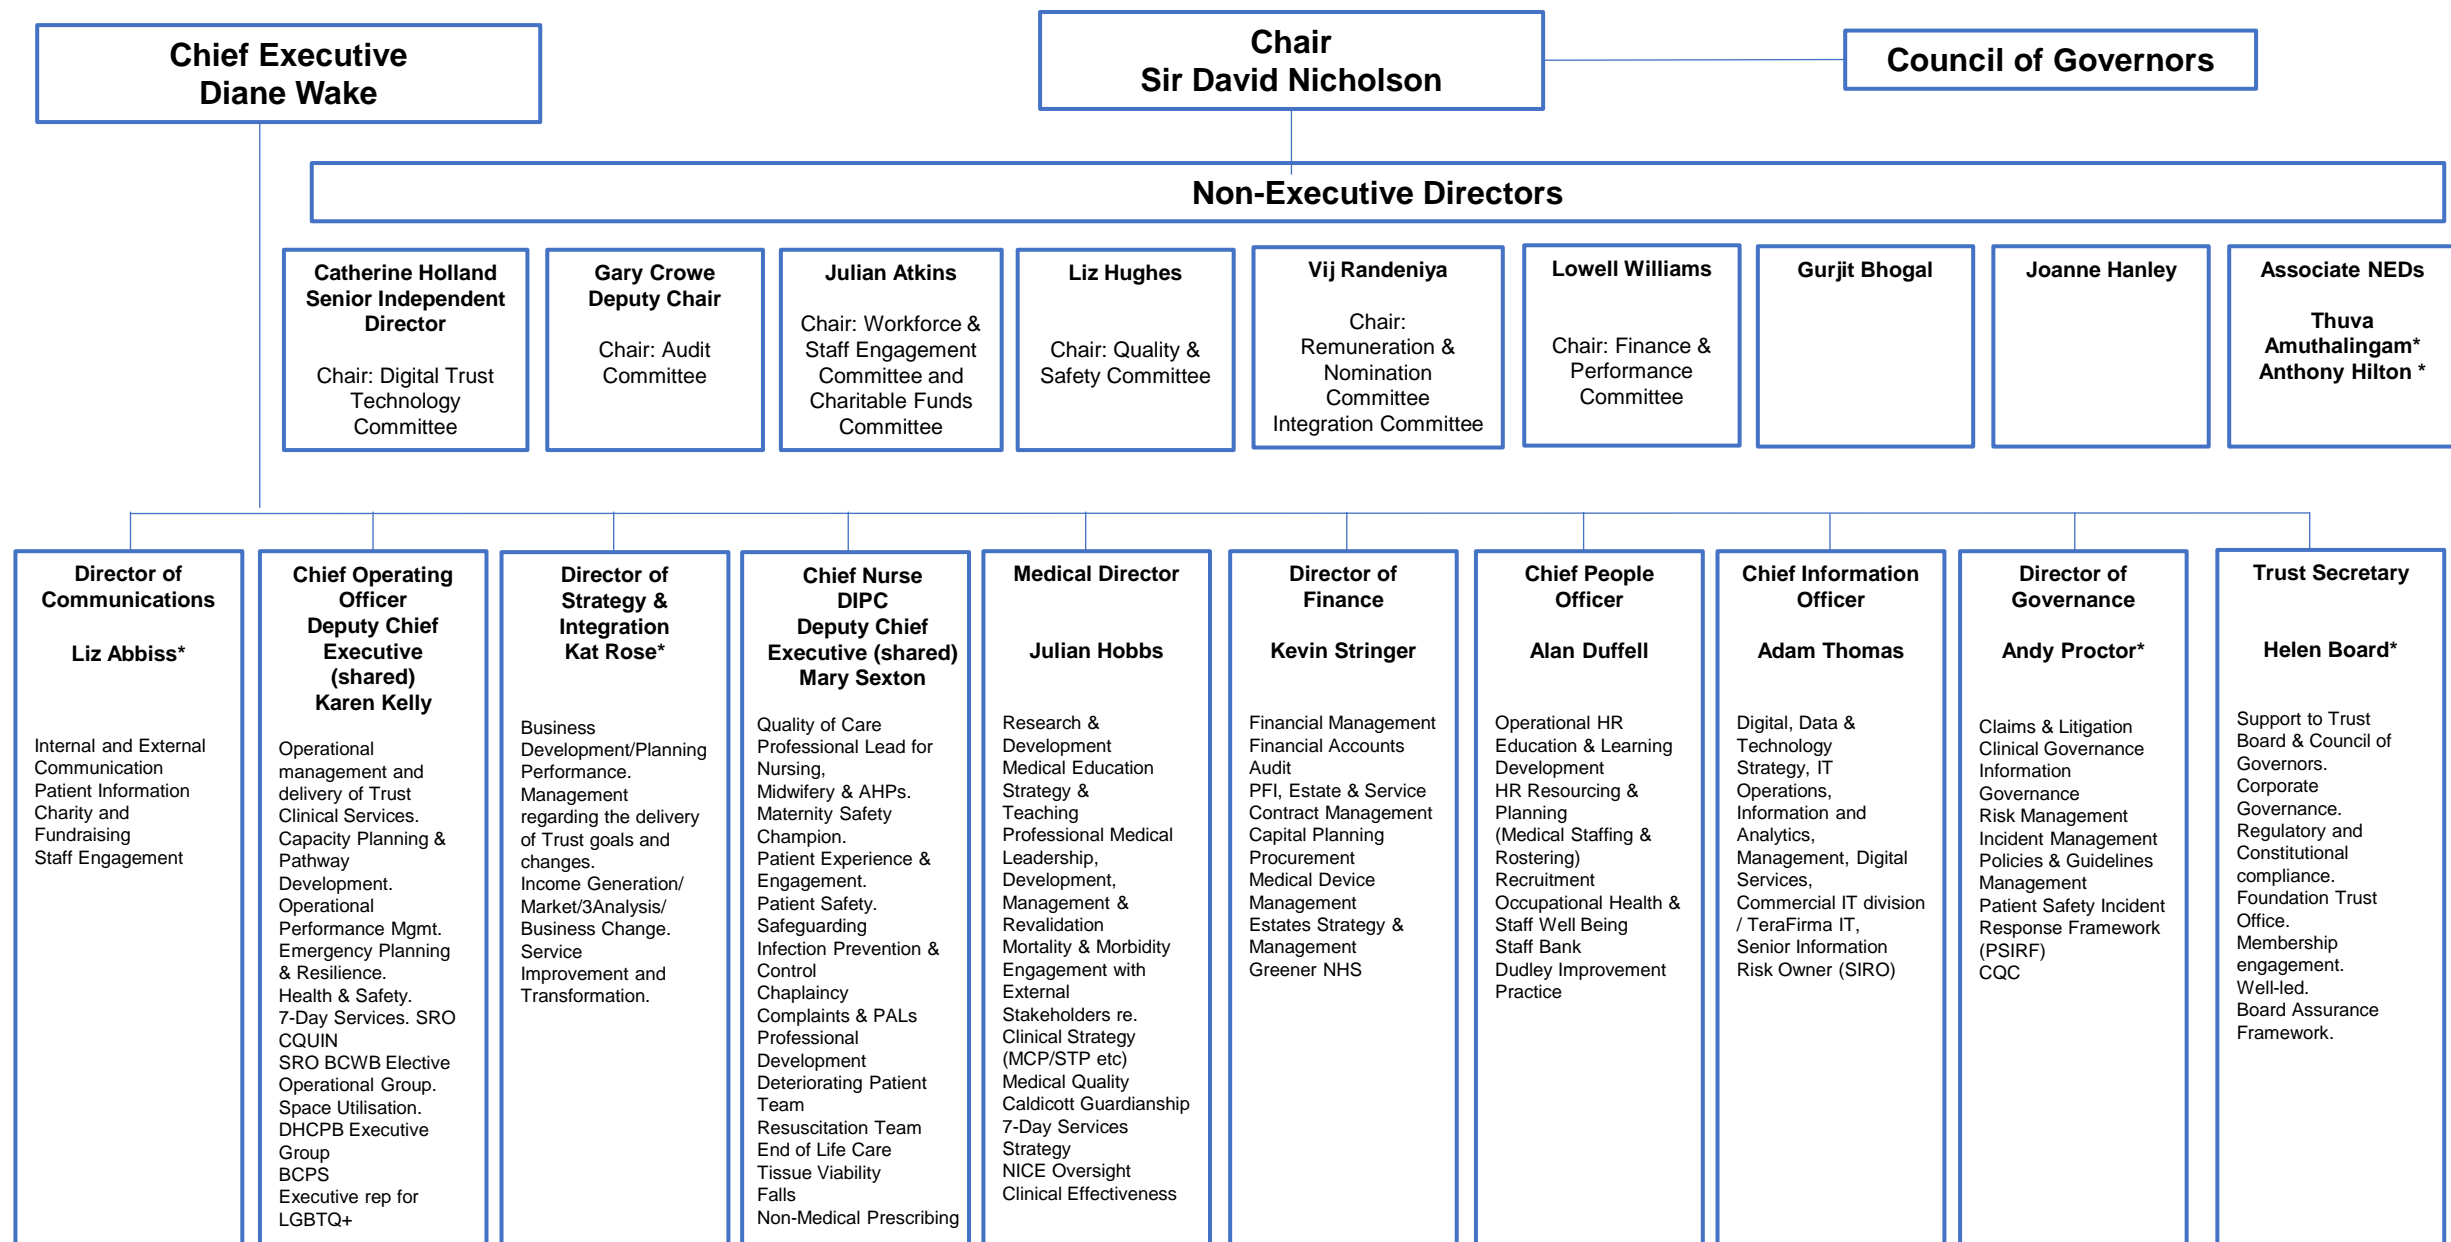 Chief Executive
Diane Wake
Chair
Sir David Nicholson
Council of Governors
Non-Executive Directors
Catherine Holland
Senior Independent
Director
Chair: Digital Trust
Technology
Committee
Gary Crowe
Deputy Chair
Chair: Audit
Committee
Julian Atkins
Chair: Workforce &
Staff Engagement
Committee and
Charitable Funds
Committee
Liz Hughes
Chair: Quality &
Safety Committee
Vij Randeniya
Chair:
Remuneration &
Nomination
Committee
Integration Committee
Lowell Williams
Chair: Finance &
Performance
Committee
Gurjit Bhogal
Joanne Hanley
Associate NEDs
Thuva
Amuthalingam*
Anthony Hilton *
Director of
Communications
Liz Abbiss*
Internal and External
Communication
Patient Information
Charity and
Fundraising
Staff Engagement
Chief Operating
Officer
Deputy Chief
Executive
(shared)
Karen Kelly
Operational
management and
delivery of Trust
Clinical Services.
Capacity Planning &
Pathway
Development.
Operational
Performance Mgmt.
Emergency Planning
& Resilience.
Health & Safety.
7-Day Services. SRO
CQUIN
SRO BCWB Elective
Operational Group.
Space Utilisation.
DHCPB Executive
Group
BCPS
Executive rep for
LGBTQ+
Director of
Strategy &
Integration
Kat Rose*
Business
Development/Planning
Performance.
Management
regarding the delivery
of Trust goals and
changes.
Income Generation/
Market/3Analysis/
Business Change.
Service
Improvement and
Transformation.
Chief Nurse
DIPC
Deputy Chief
Executive (shared)
Mary Sexton
Quality of Care
Professional Lead for
Nursing,
Midwifery & AHPs.
Maternity Safety
Champion.
Patient Experience &
Engagement.
Patient Safety.
Safeguarding
Infection Prevention &
Control
Chaplaincy
Complaints & PALs
Professional
Development
Deteriorating Patient
Team
Resuscitation Team
End of Life Care
Tissue Viability
Falls
Non-Medical Prescribing
Medical Director
Julian Hobbs
Research &
Development
Medical Education
Strategy &
Teaching
Professional Medical
Leadership,
Development,
Management &
Revalidation
Mortality & Morbidity
Engagement with
External
Stakeholders re.
Clinical Strategy
(MCP/STP etc)
Medical Quality
Caldicott Guardianship
7-Day Services
Strategy
NICE Oversight
Clinical Effectiveness
Director of
Finance
Kevin Stringer
Financial Management
Financial Accounts
Audit
PFI, Estate & Service
Contract Management
Capital Planning
Procurement
Medical Device
Management
Estates Strategy &
Management
Greener NHS
Chief People
Officer
Alan Duffell
Operational HR
Education & Learning
Development
HR Resourcing &
Planning
(Medical Staffing &
Rostering)
Recruitment
Occupational Health &
Staff Well Being
Staff Bank
Dudley Improvement
Practice
Chief Information
Officer
Adam Thomas
Digital, Data &
Technology
Strategy, IT
Operations,
Information and
Analytics,
Management, Digital
Services,
Commercial IT division
/ TeraFirma IT,
Senior Information
Risk Owner (SIRO)
Director of
Governance
Andy Proctor*
Claims & Litigation
Clinical Governance
Information
Governance
Risk Management
Incident Management
Policies & Guidelines
Management
Patient Safety Incident
Response Framework
(PSIRF)
CQC
Trust Secretary
Helen Board*
Support to Trust
Board & Council of
Governors.
Corporate
Governance.
Regulatory and
Constitutional
compliance.
Foundation Trust
Office.
Membership
engagement.
Well-led.
Board Assurance
Framework.